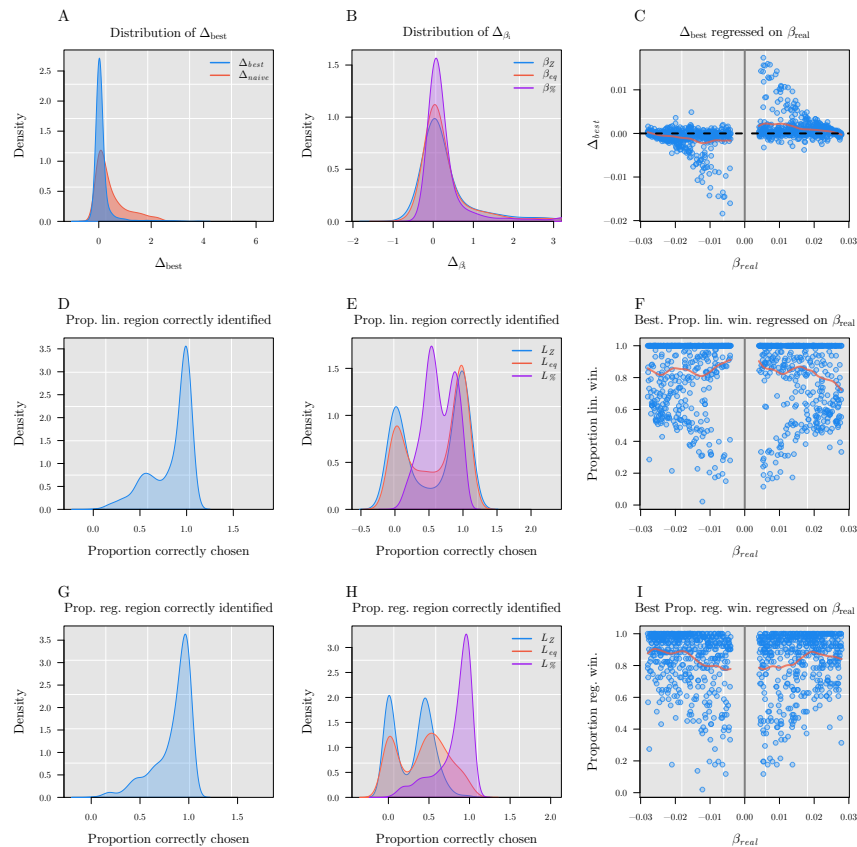 A
Distribution of Δbest
Density
2.5
2.0
1.5
1.0
0.5
0.0
Δbest
Δnaive
0 2 4 6
Δbest
B
Distribution of Δβi
Density
1.5
1.0
0.5
0.0
βZ
βeq
β%
−2 −1 0 1 2 3
Δβi
C
Δbest regressed on βreal
Δbest
0.01
0.00
−0.01
−0.02
−0.03 −0.02 −0.01 0.00 0.01 0.02 0.03
βreal
D
Prop. lin. region correctly identified
Density
3.5
3.0
2.5
2.0
1.5
1.0
0.5
0.0
0.0 0.5 1.0 1.5
Proportion correctly chosen
E
Prop. lin. region correctly identified
Density
1.5
1.0
0.5
0.0
LZ
Leq
L%
−0.5 0.0 0.5 1.0 1.5 2.0
Proportion correctly chosen
F
Best. Prop. lin. win. regressed on βreal
Proportion lin. win.
1.0
0.8
0.6
0.4
0.2
0.0
−0.03 −0.02 −0.01 0.00 0.01 0.02 0.03
βreal
G
Prop. reg. region correctly identified
Density
3.5
3.0
2.5
2.0
1.5
1.0
0.5
0.0
0.0 0.5 1.0 1.5
Proportion correctly chosen
H
Prop. reg. region correctly identified
Density
3.0
2.5
2.0
1.5
1.0
0.5
0.0
LZ
Leq
L%
0.0 0.5 1.0 1.5 2.0
Proportion correctly chosen
I
Best Prop. reg. win. regressed on βreal
Proportion reg. win.
1.0
0.8
0.6
0.4
0.2
0.0
−0.03 −0.02 −0.01 0.00 0.01 0.02 0.03
βreal